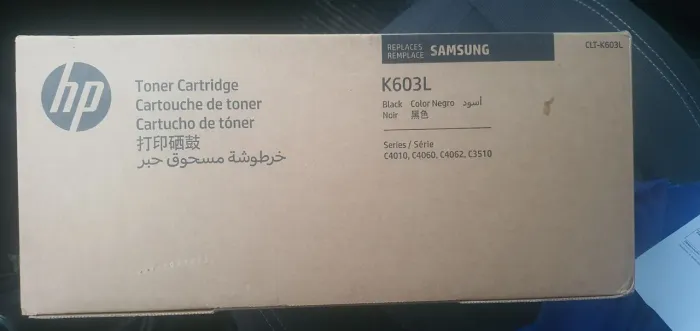 hp
Toner Cartridge
Cartouche de toner
Cartucho de tóner
打印硒鼓
خرطوشة مسحوق حبر
REPLACES
REMPLACE
SAMSUNG
CLT-K603L
K603L
Black Color Negro أسود
Noir 黑色
Series / Série
C4010, C4060, C4062, C3510